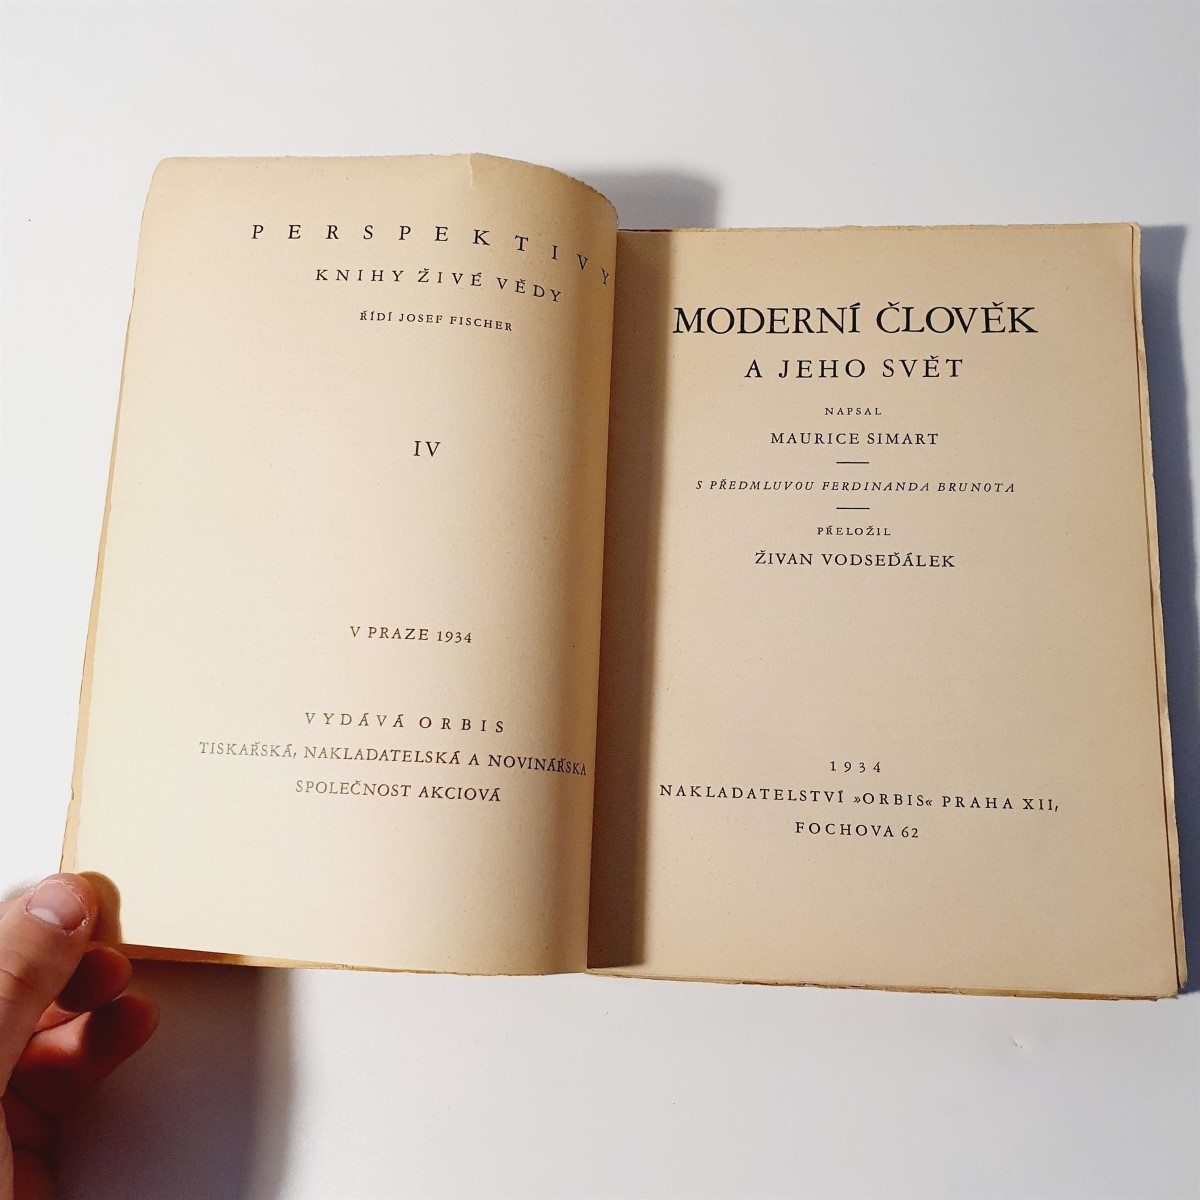 PERSPEKTIVY
KNIHY ŽIVÉ VĚDY
ŘÍDÍ JOSEF FISCHER
IV
V PRAZE 1934
VYDÁVÁ ORBIS
TISKAŘSKÁ, NAKLADATELSKÁ A NOVINÁŘSKÁ
SPOLEČNOST AKCIOVÁ
MODERNÍ ČLOVĚK
A JEHO SVĚT
NAPSAL
MAURICE SIMART
S PŘEDMLUVOU FERDINANDA BRUNOTA
PŘELOŽIL
ŽIVAN VODSEĎÁLEK
1934
NAKLADATELSTVÍ »ORBIS« PRAHA XII,
FOCHOVA 62